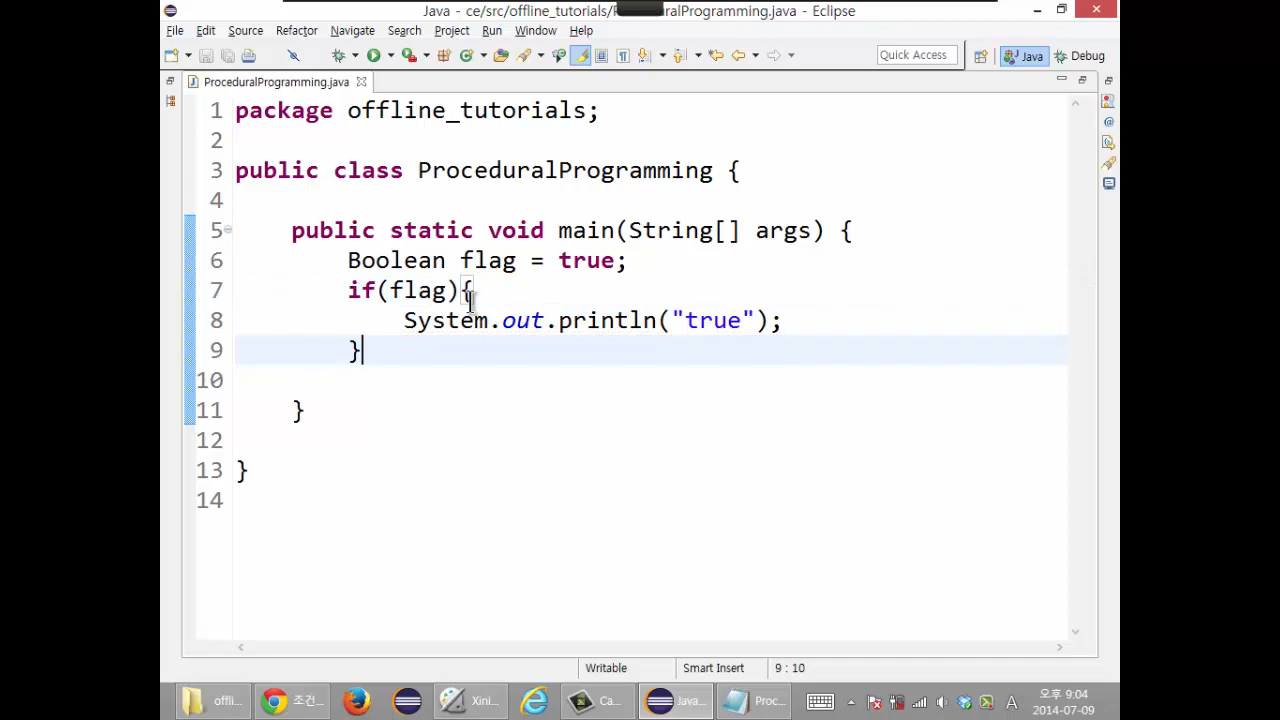 Java - ce/src/offline_tutorials/ralProgramming.java - Eclipse
File Edit Source Refactor Navigate Search Project Run Window Help
Quick Access Java Debug
ProceduralProgramming.java
1 package offline_tutorials;
2
3 public class ProceduralProgramming {
4
5 public static void main(String[] args) {
6 Boolean flag = true;
7 if(flag){
8 System.out.println("true");
9 }
10
11 }
12
13 }
14
Writable Smart Insert 9 : 10
offli... 조건... Xini... Ca... Java... Proc... A 오후 9:04
2014-07-09